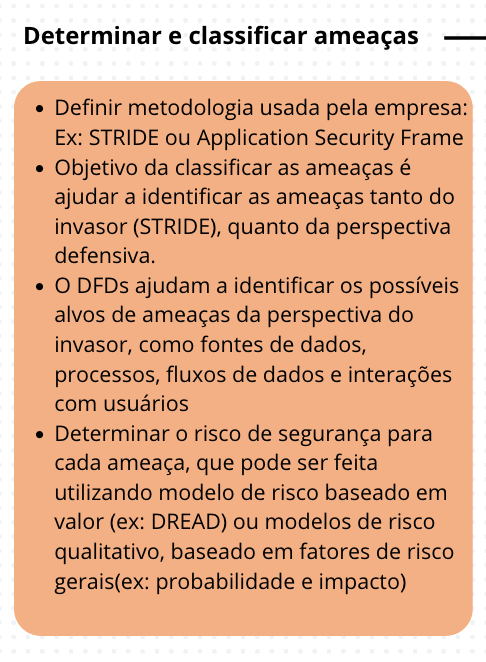 Determinar e classificar ameaças
• Definir metodologia usada pela empresa:
Ex: STRIDE ou Application Security Frame
• Objetivo da classificar as ameaças é
ajudar a identificar as ameaças tanto do
invasor (STRIDE), quanto da perspectiva
defensiva.
• O DFDs ajudam a identificar os possíveis
alvos de ameaças da perspectiva do
invasor, como fontes de dados,
processos, fluxos de dados e interações
com usuários
• Determinar o risco de segurança para
cada ameaça, que pode ser feita
utilizando modelo de risco baseado em
valor (ex: DREAD) ou modelos de risco
qualitativo, baseado em fatores de risco
gerais(ex: probabilidade e impacto)